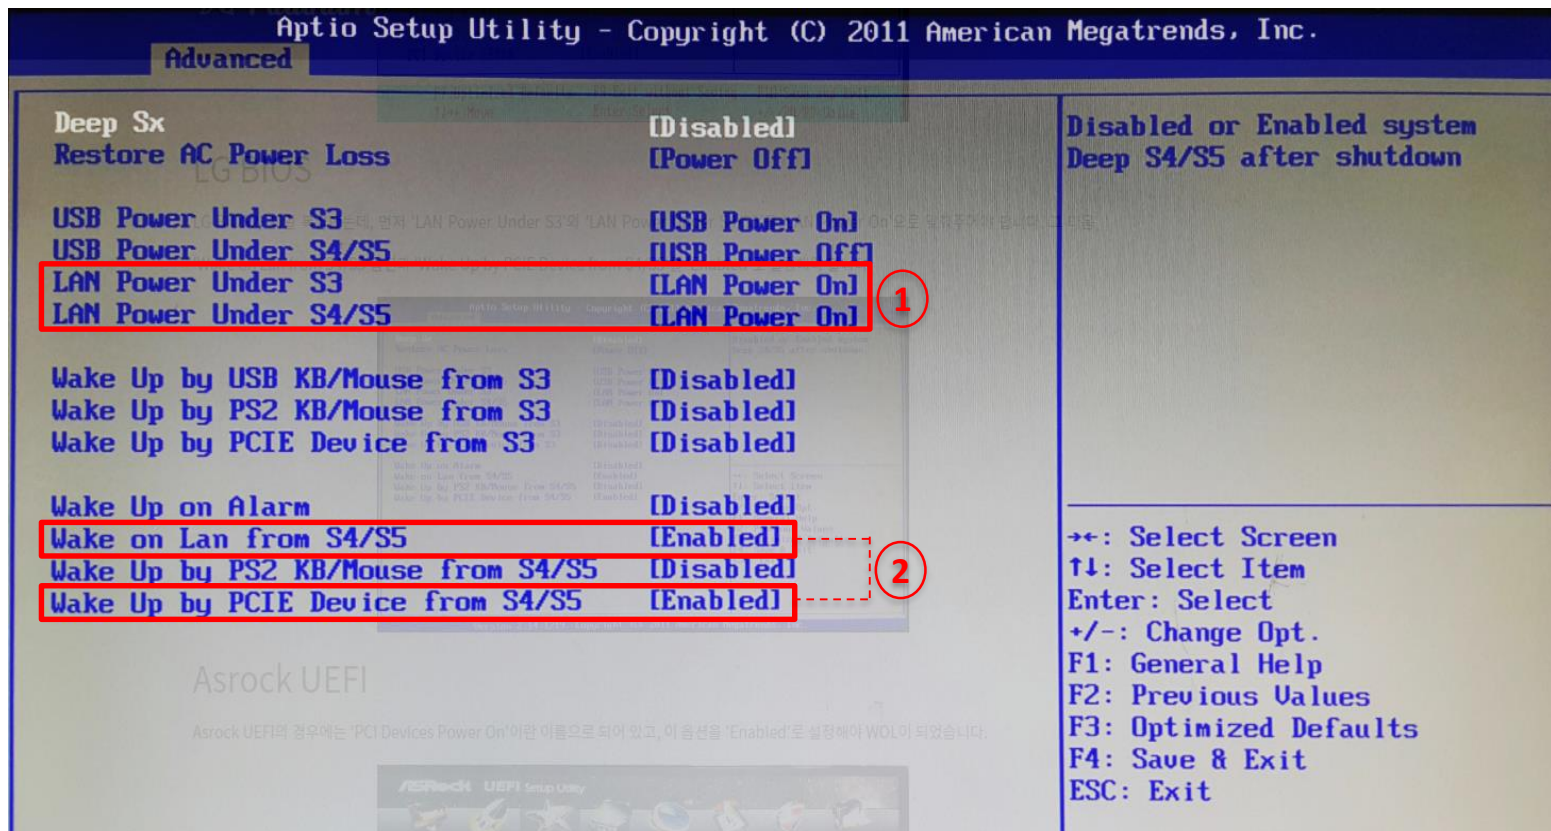 Aptio Setup Utility - Copyright (C) 2011 American Megatrends, Inc.
Advanced
Deep Sx [Disabled]
Restore AC Power Loss [Power Off]
USB Power Under S3 [USB Power On]
USB Power Under S4/S5 [USB Power Off]
LAN Power Under S3 [LAN Power On]
LAN Power Under S4/S5 [LAN Power On]
1
Wake Up by USB KB/Mouse from S3 [Disabled]
Wake Up by PS2 KB/Mouse from S3 [Disabled]
Wake Up by PCIE Device from S3 [Disabled]
Wake Up on Alarm [Disabled]
Wake on Lan from S4/S5 [Enabled]
Wake Up by PS2 KB/Mouse from S4/S5 [Disabled]
Wake Up by PCIE Device from S4/S5 [Enabled]
2
Disabled or Enabled system
Deep S4/S5 after shutdown
→←: Select Screen
↑↓: Select Item
Enter: Select
+/-: Change Opt.
F1: General Help
F2: Previous Values
F3: Optimized Defaults
F4: Save & Exit
ESC: Exit
LG BIOS
Asrock UEFI
Asrock UEFI의 경우에는 'PCI Devices Power On'이란 이름으로 되어 있고, 이 옵션을 'Enabled'로 설정해야 WOL이 되었습니다.
ASRock UEFI Setup Utility